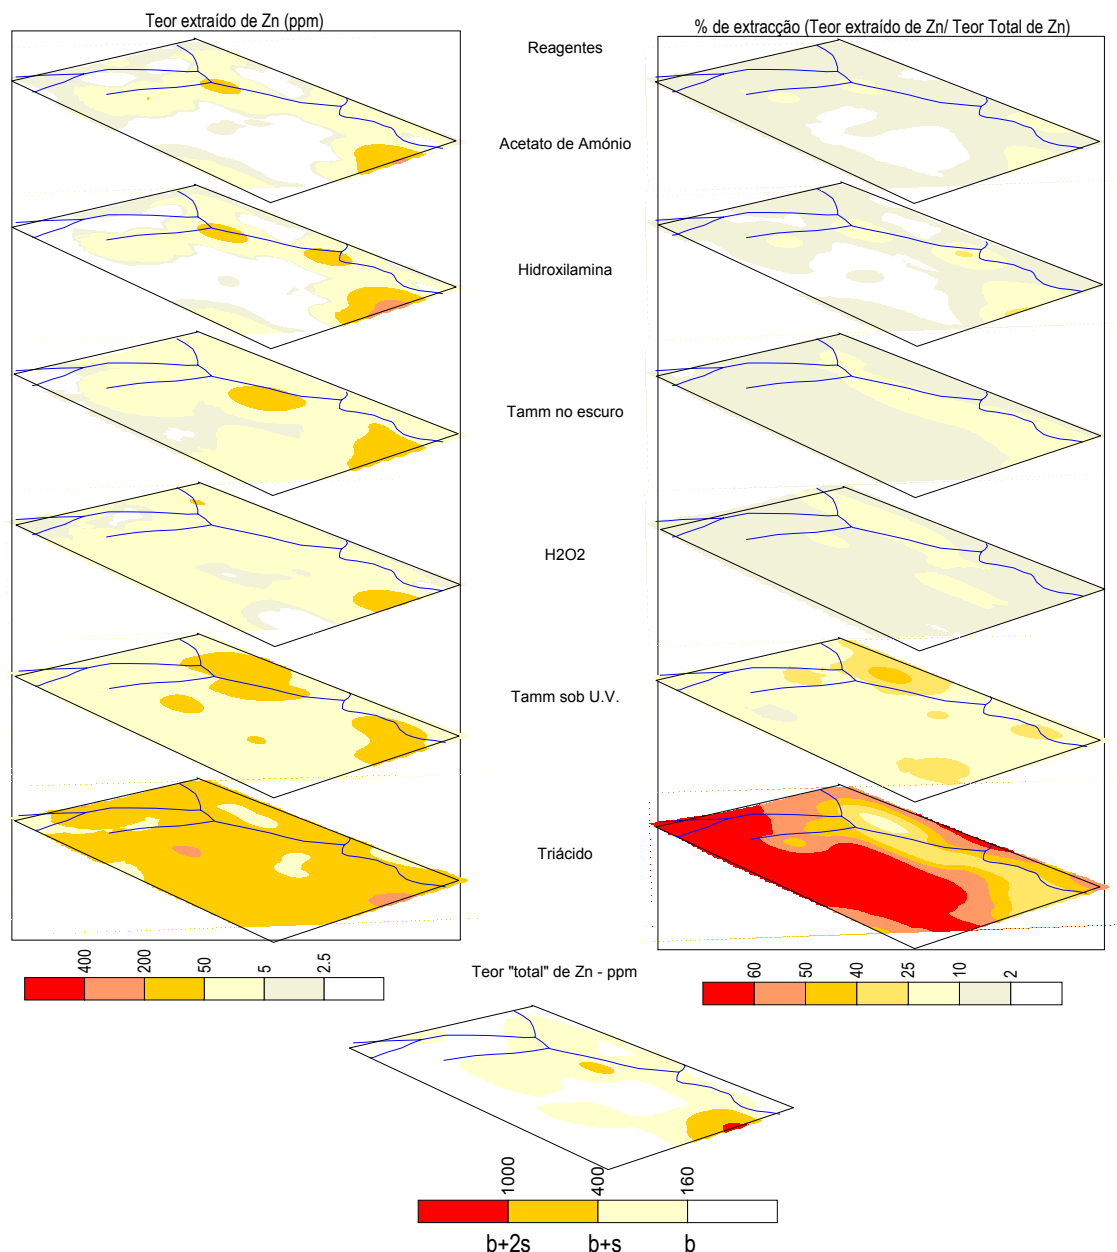 Teor extraído de Zn (ppm)
% de extracção (Teor extraído de Zn/ Teor Total de Zn)
Reagentes
Acetato de Amónio
Hidroxilamina
Tamm no escuro
H2O2
Tamm sob U.V.
Triácido
400 200 50 5 2.5
60 50 40 25 10 2
Teor "total" de Zn - ppm
1000 400 160
b+2s b+s b